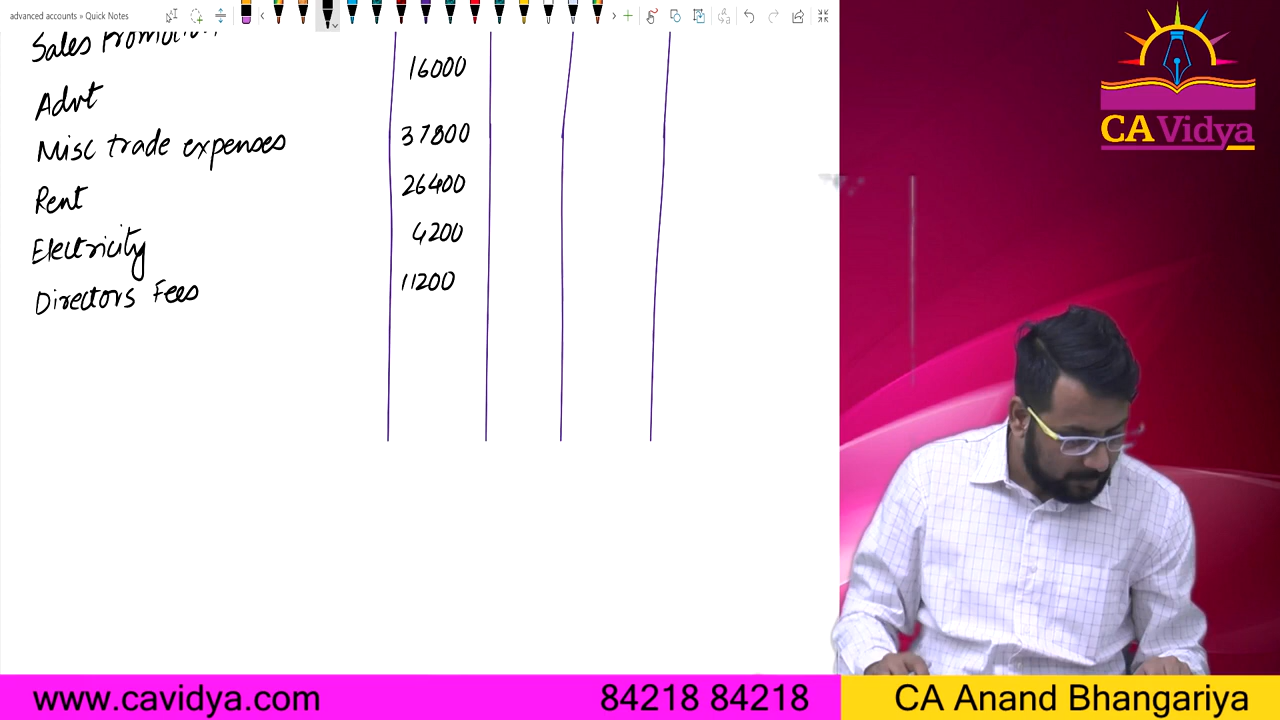 advanced accounts » Quick Notes
Sales Promotion
16000
Advt
Misc trade expenses 37800
Rent 26400
Electricity 4200
Directors Fees 11200
CA Vidya
www.cavidya.com 84218 84218 CA Anand Bhangariya